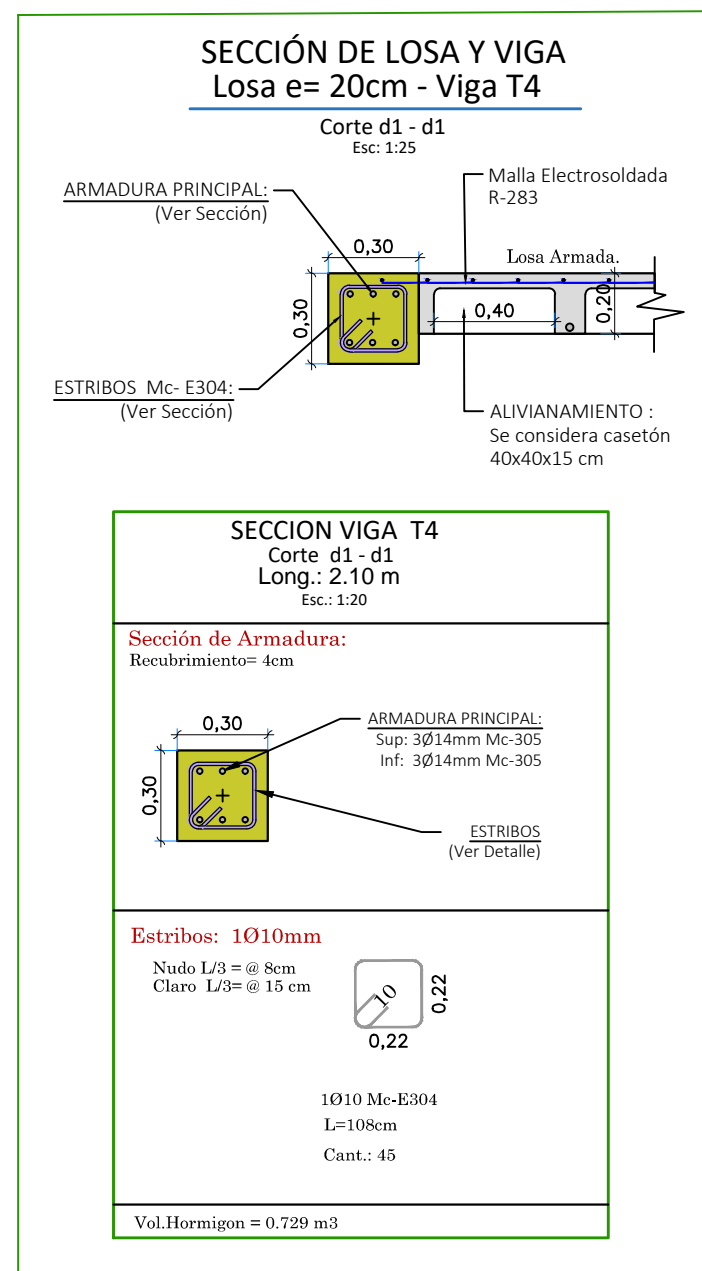 SECCIÓN DE LOSA Y VIGA
Losa e= 20cm - Viga T4
Corte d1 - d1
Esc: 1:25
ARMADURA PRINCIPAL:
(Ver Sección)
Malla Electrosoldada
R-283
0,30
Losa Armada.
0,30
0,40
0,20
ESTRIBOS Mc- E304:
(Ver Sección)
ALIVIANAMIENTO :
Se considera casetón
40x40x15 cm
SECCION VIGA T4
Corte d1 - d1
Long.: 2.10 m
Esc.: 1:20
Sección de Armadura:
Recubrimiento= 4cm
0,30
0,30
ARMADURA PRINCIPAL:
Sup: 3Ø14mm Mc-305
Inf: 3Ø14mm Mc-305
ESTRIBOS
(Ver Detalle)
Estribos: 1Ø10mm
Nudo L/3 = @ 8cm
Claro L/3= @ 15 cm
10
0,22
0,22
1Ø10 Mc-E304
L=108cm
Cant.: 45
Vol.Hormigon = 0.729 m3